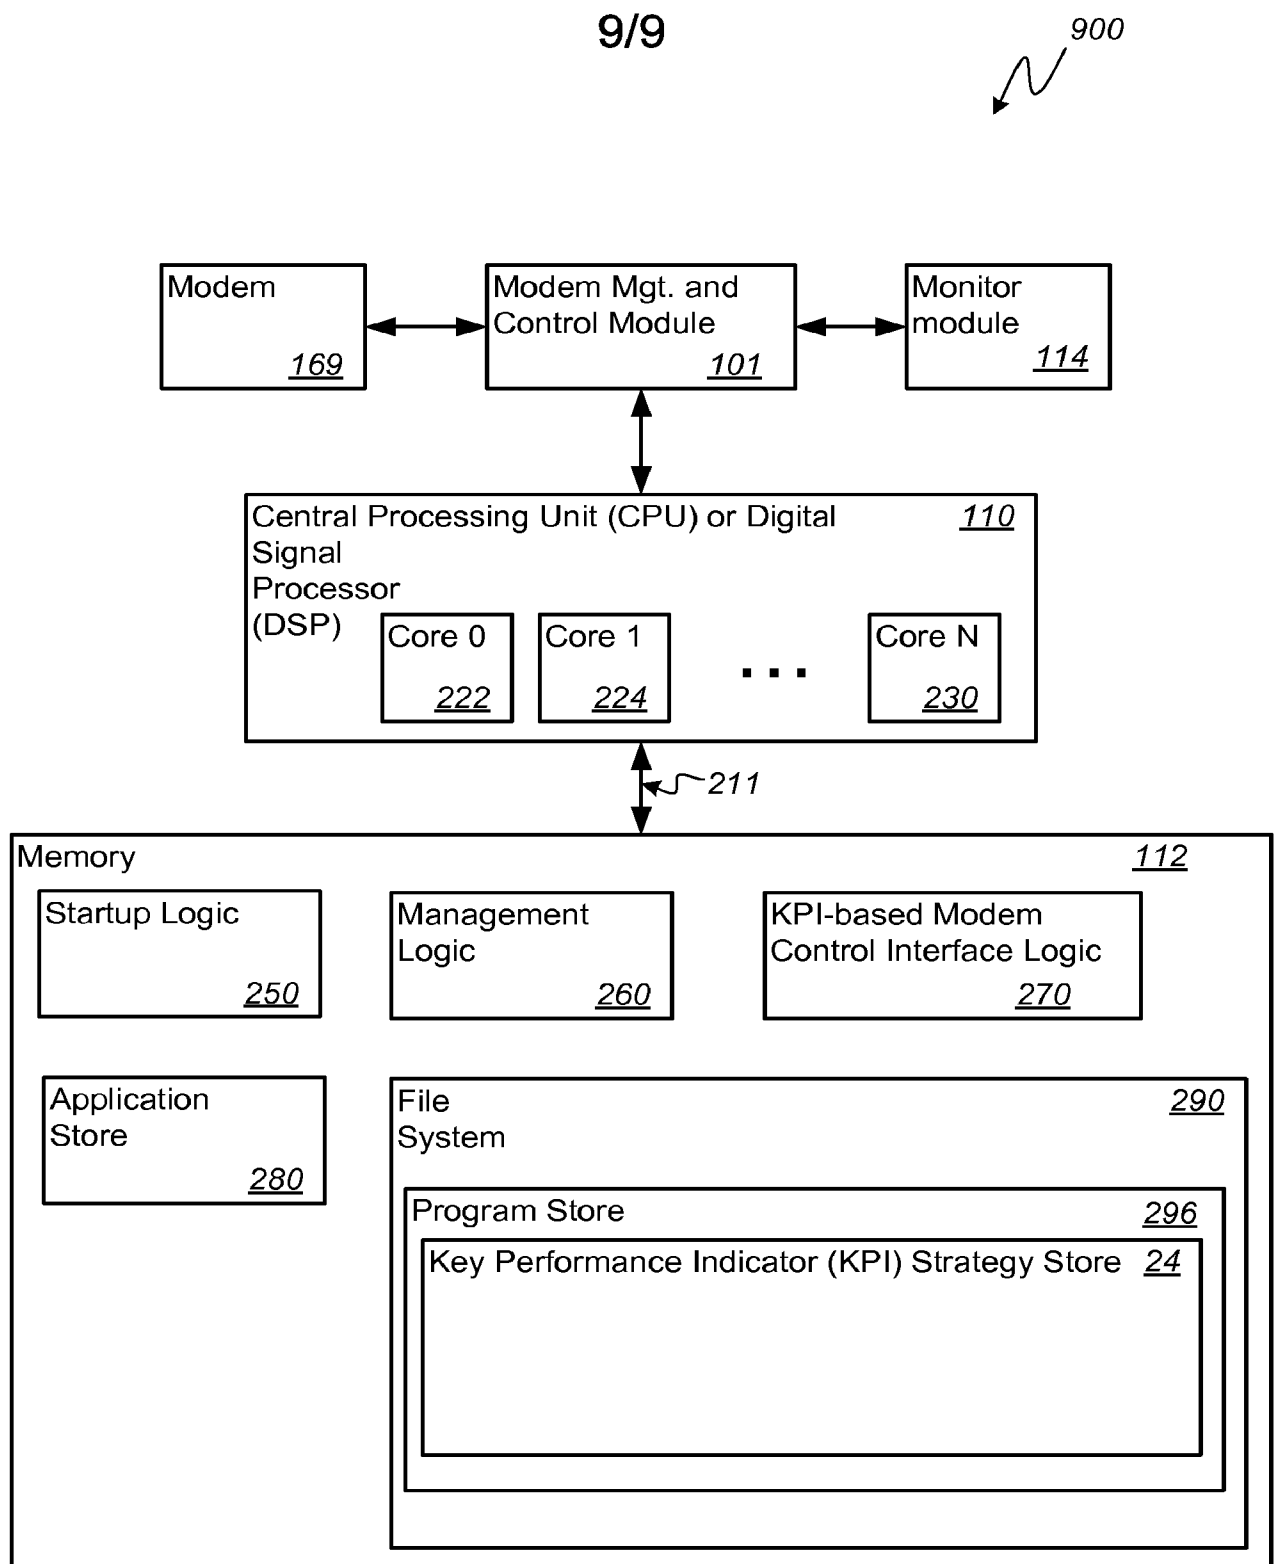 9/9
900
Modem
169
Modem Mgt. and
Control Module
101
Monitor
module
114
Central Processing Unit (CPU) or Digital
Signal
Processor
(DSP)
110
Core 0
222
Core 1
224
...
Core N
230
211
Memory
112
Startup Logic
250
Management
Logic
260
KPI-based Modem
Control Interface Logic
270
Application
Store
280
File
System
290
Program Store
296
Key Performance Indicator (KPI) Strategy Store
24